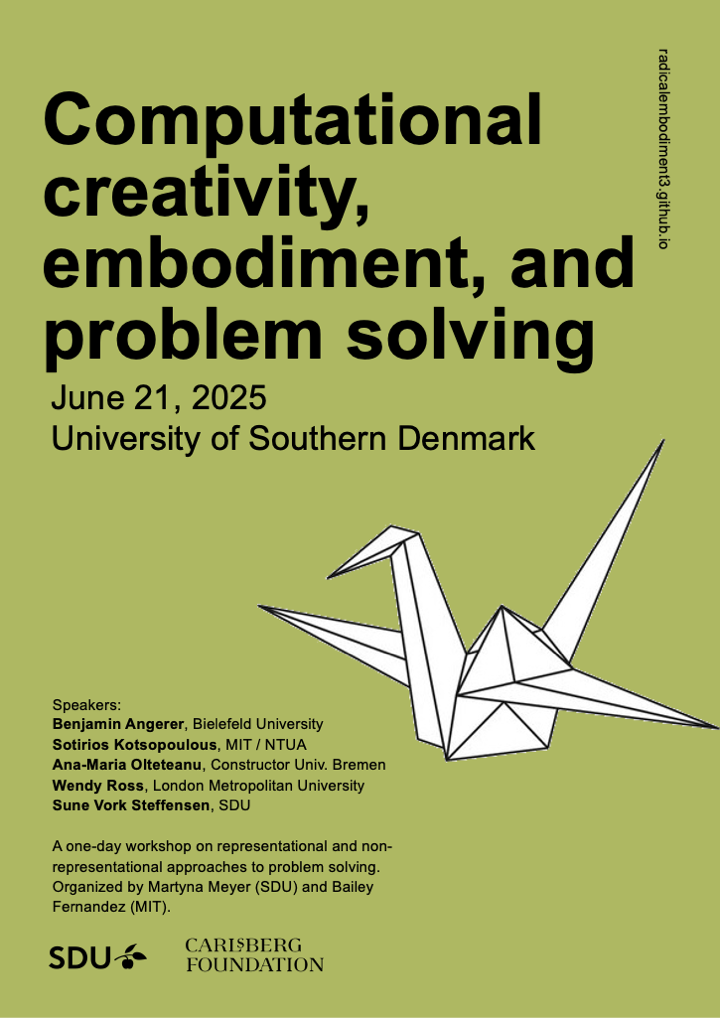 radicalembodiment3.github.io
Computational
creativity,
embodiment, and
problem solving
June 21, 2025
University of Southern Denmark
Speakers:
Benjamin Angerer, Bielefeld University
Sotirios Kotsopoulous, MIT / NTUA
Ana-Maria Olteteanu, Constructor Univ. Bremen
Wendy Ross, London Metropolitan University
Sune Vork Steffensen, SDU
A one-day workshop on representational and non-
representational approaches to problem solving.
Organized by Martyna Meyer (SDU) and Bailey
Fernandez (MIT).
SDU
CARLSBERG
FOUNDATION